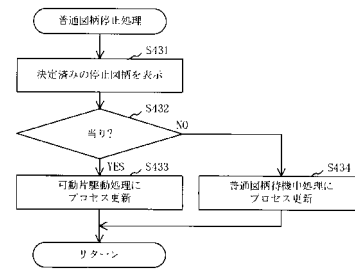 普通図柄停止処理
S431
決定済みの停止図柄を表示
S432
当り?
NO
YES
S433
可動片駆動処理に
プロセス更新
S434
普通図柄待機中処理に
プロセス更新
リターン